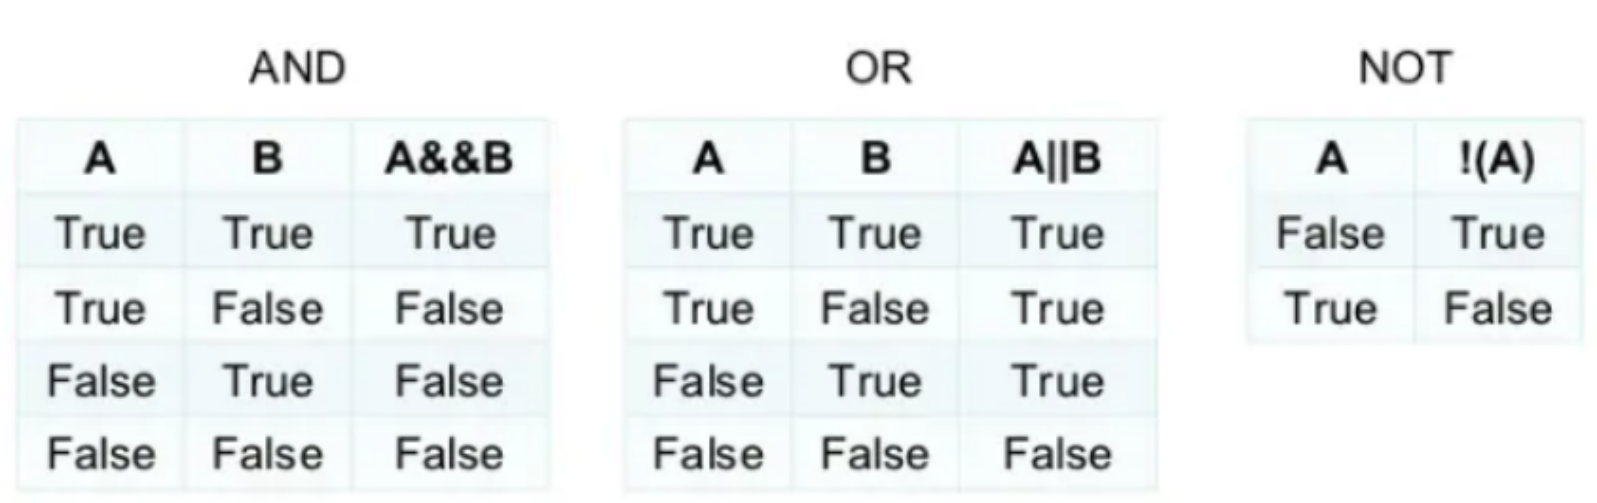 AND OR NOT
A B A&&B A B A||B A !(A)
True True True True True True False True
True False False True False True True False
False True False False True True
False False False False False False